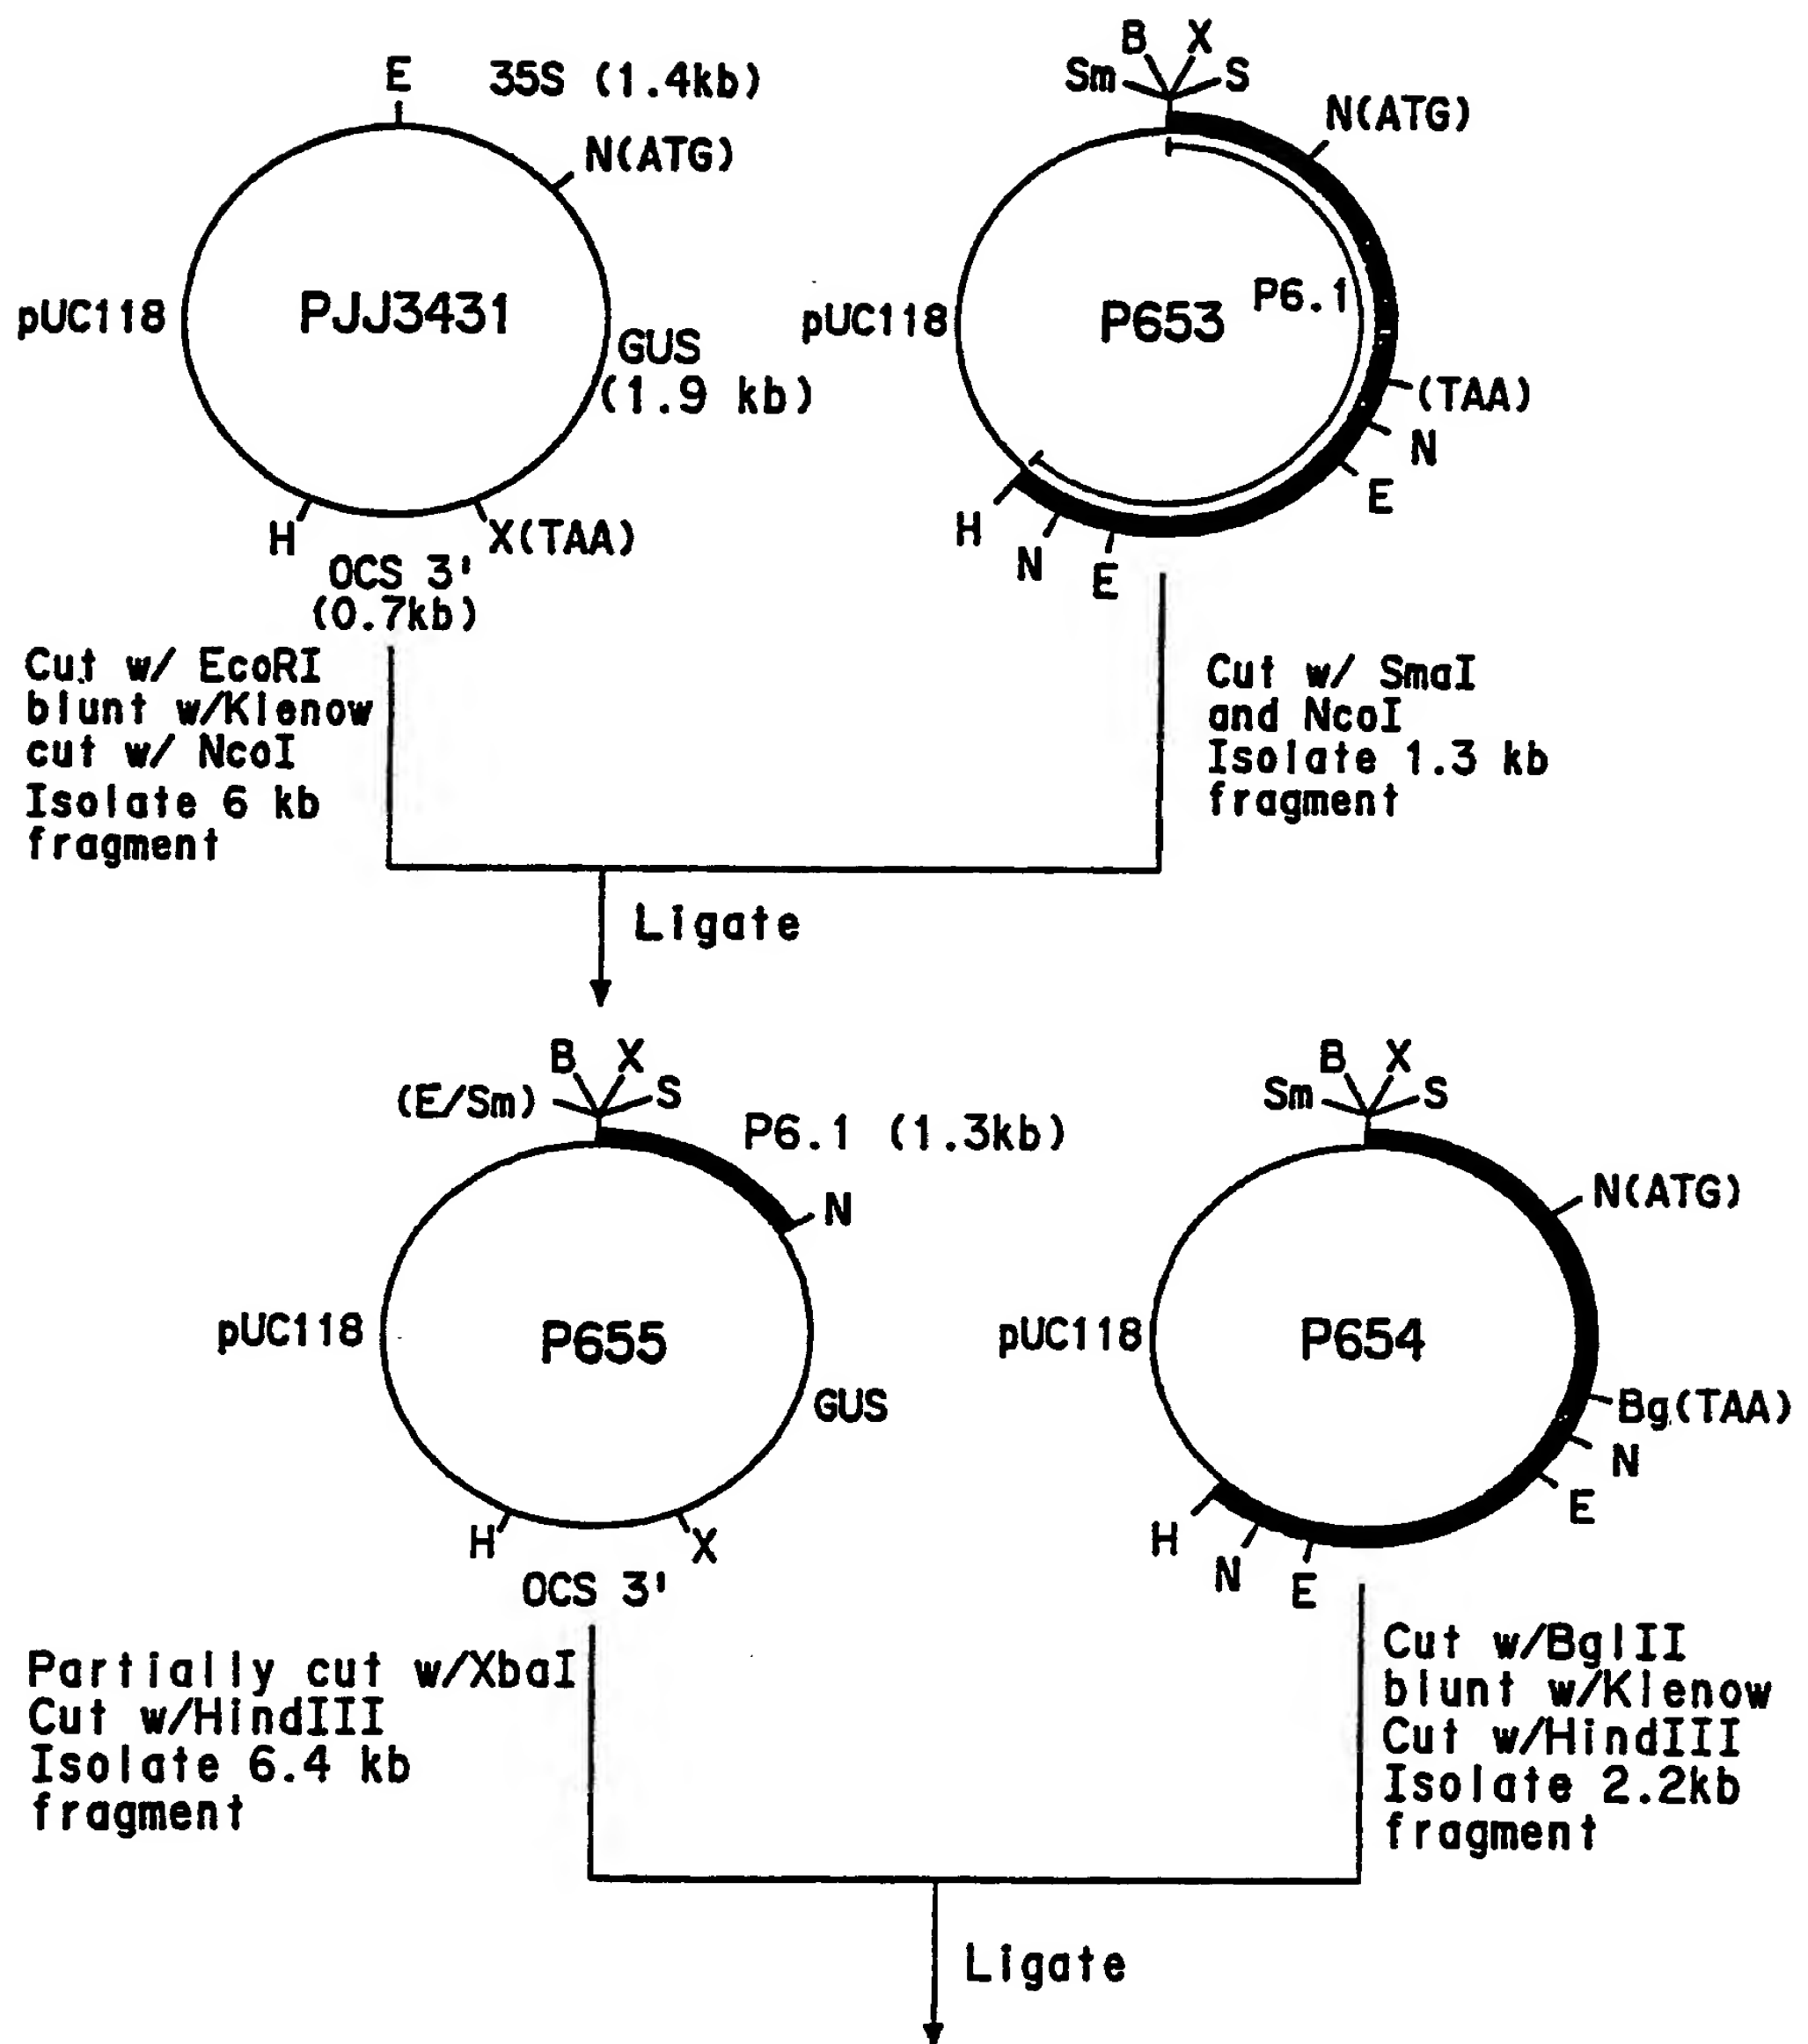 E
35S (1.4kb)
N(ATG)
pUC118
PJJ3431
GUS
(1.9 kb)
H
X(TAA)
OCS 3'
(0.7kb)
B
X
Sm
S
N(ATG)
pUC118
P653
P6.1
(TAA)
N
E
H
N
E
Cut w/ EcoRI
blunt w/Klenow
cut w/ NcoI
Isolate 6 kb
fragment
Cut w/ SmaI
and NcoI
Isolate 1.3 kb
fragment
Ligate
B
X
(E/Sm)
S
P6.1 (1.3kb)
N
pUC118
P655
GUS
H
X
OCS 3'
B
X
Sm
S
N(ATG)
pUC118
P654
Bg(TAA)
N
E
H
N
E
Partially cut w/XbaI
Cut w/HindIII
Isolate 6.4 kb
fragment
Cut w/BglII
blunt w/Klenow
Cut w/HindIII
Isolate 2.2kb
fragment
Ligate